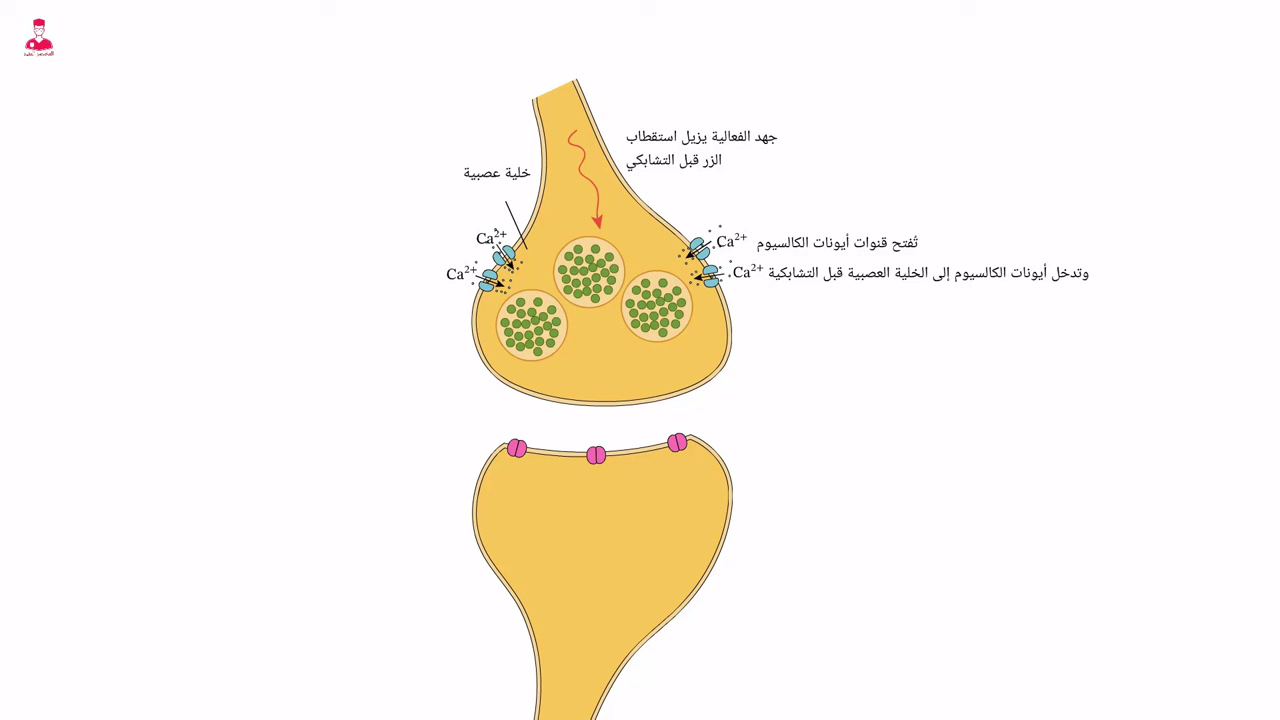 جهد الفعالية يزيل استقطاب
الزر قبل التشابكي
خلية عصبية
Ca²⁺
Ca²⁺
تُفتح قنوات أيونات الكالسيوم Ca²⁺
وتدخل أيونات الكالسيوم إلى الخلية العصبية قبل التشابكية Ca²⁺